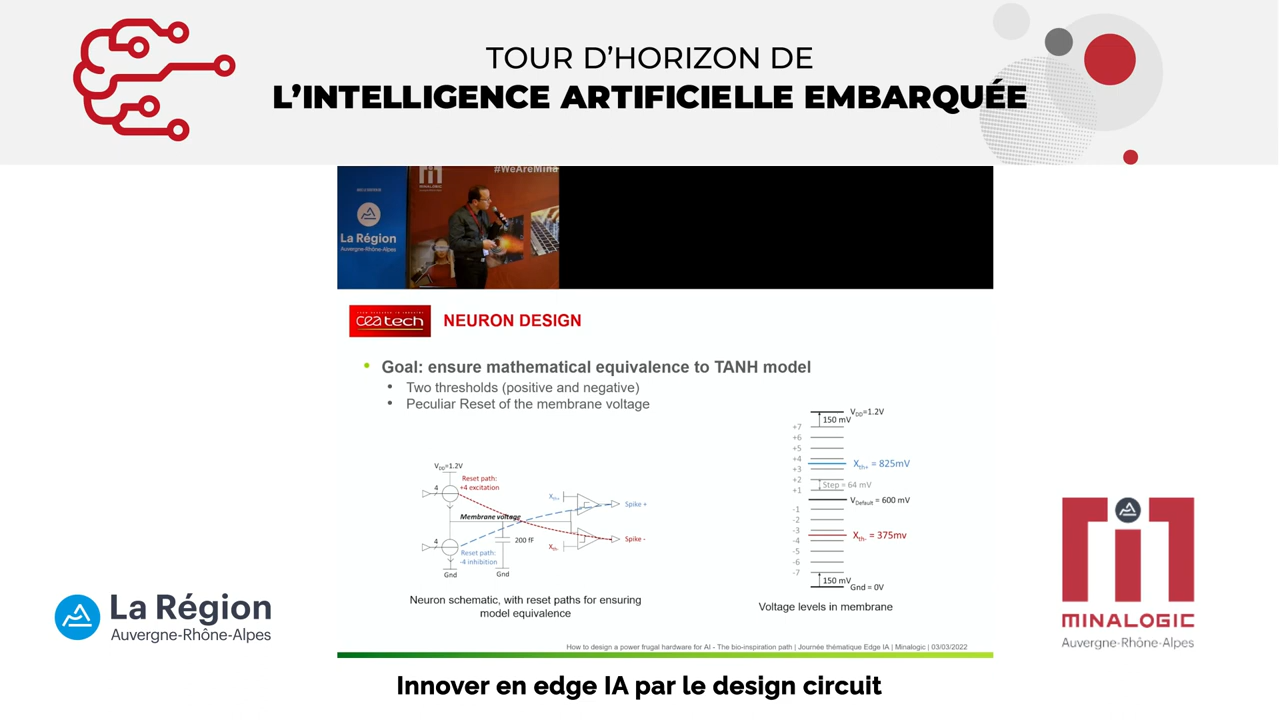 TOUR D'HORIZON DE
L'INTELLIGENCE ARTIFICIELLE EMBARQUÉE
#WeAreMina
MINALOGIC
La Région
Auvergne-Rhône-Alpes
ceatech
NEURON DESIGN
• Goal: ensure mathematical equivalence to TANH model
• Two thresholds (positive and negative)
• Peculiar Reset of the membrane voltage
VDD=1.2V
Reset path:
+4 excitation
4
Membrane voltage
Xth+
Spike +
200 fF
Xth-
Spike -
4
Reset path:
-4 inhibition
Gnd
Gnd
Neuron schematic, with reset paths for ensuring
model equivalence
VDD=1.2V
150 mV
+7
+6
+5
+4
Xth+ = 825mV
+3
+2
Step = 64 mV
+1
VDefault = 600 mV
-1
-2
-3
Xth- = 375mv
-4
-5
-6
-7
150 mV
Gnd = 0V
Voltage levels in membrane
How to design a power frugal hardware for AI - The bio-inspiration path | Journée thématique Edge IA | Minalogic | 03/03/2022
La Région
Auvergne-Rhône-Alpes
MINALOGIC
Auvergne-Rhône-Alpes
Innover en edge IA par le design circuit